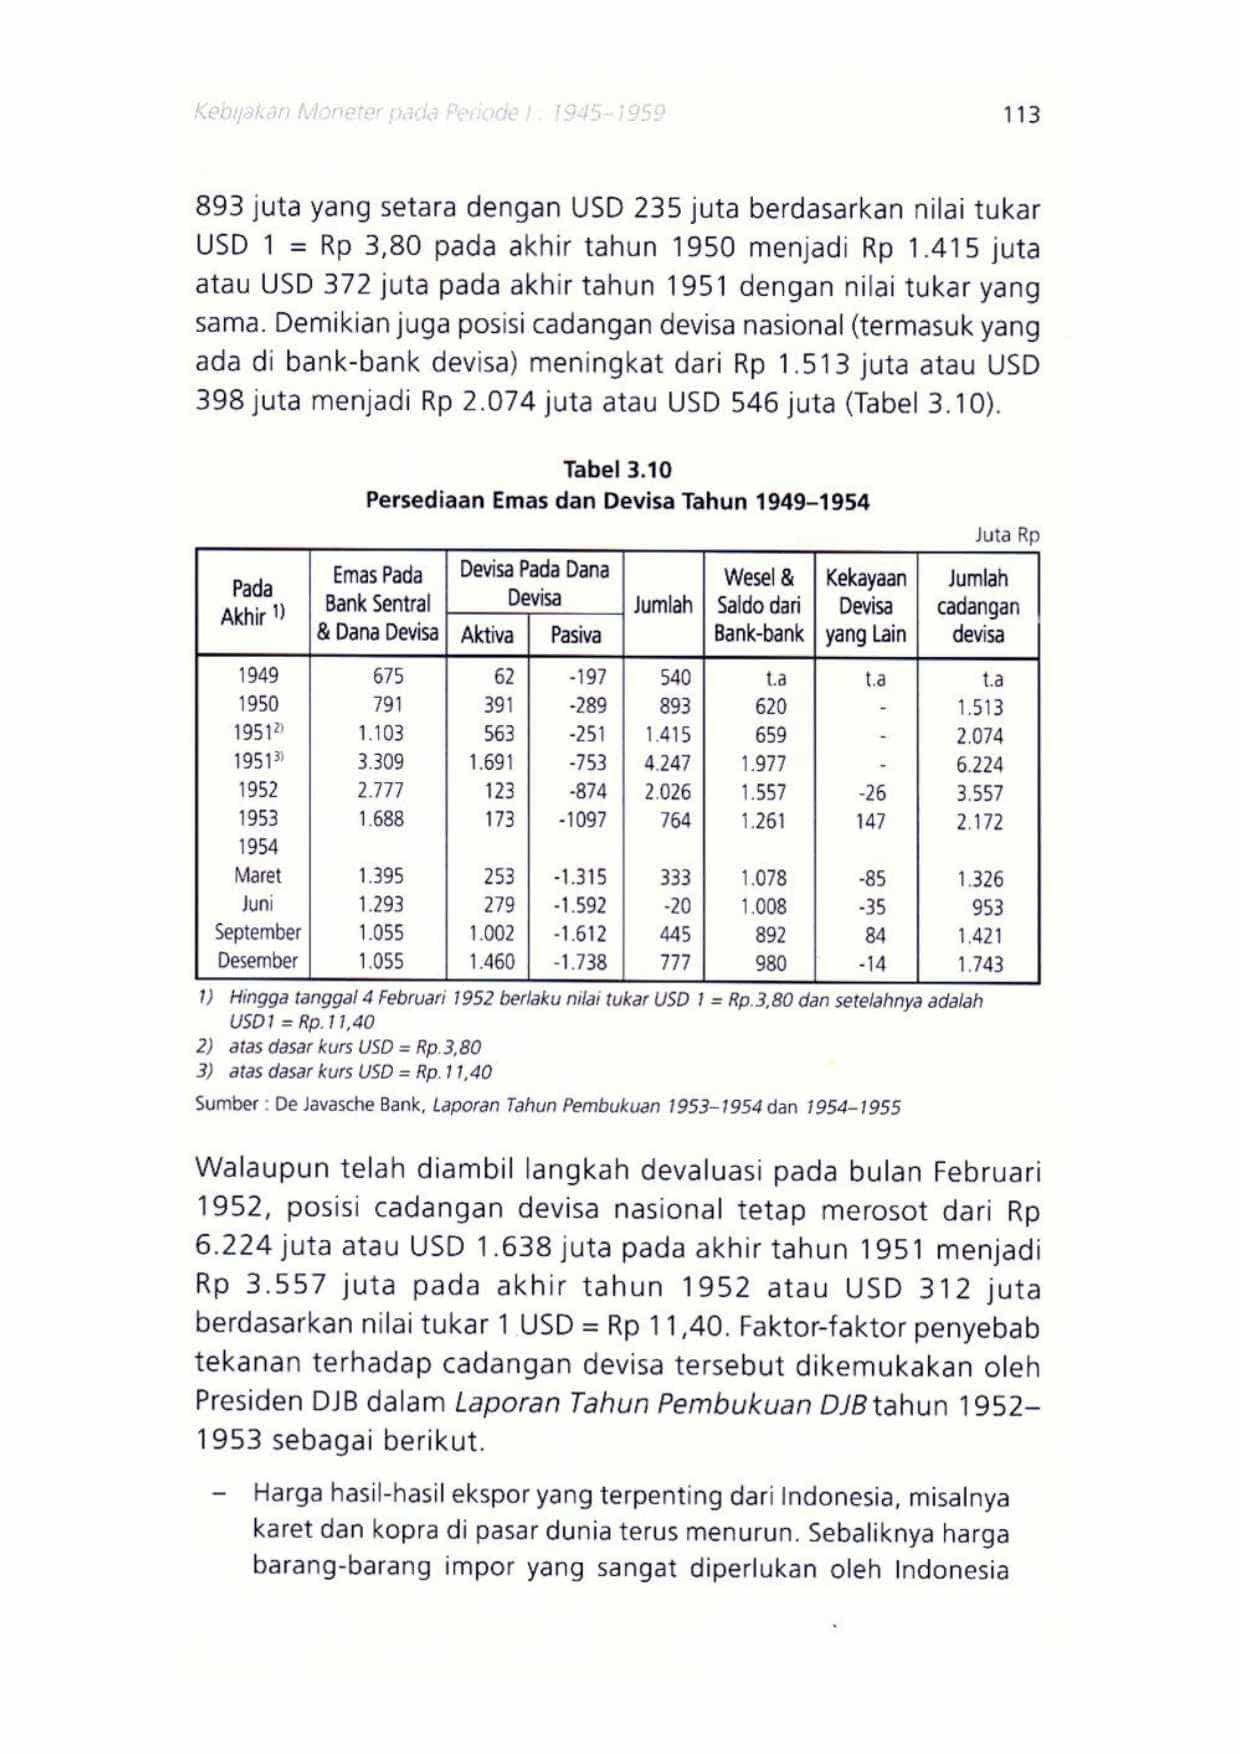 Kebijakan Moneter pada Periode I : 1945–1959 113
893 juta yang setara dengan USD 235 juta berdasarkan nilai tukar
USD 1 = Rp 3,80 pada akhir tahun 1950 menjadi Rp 1.415 juta
atau USD 372 juta pada akhir tahun 1951 dengan nilai tukar yang
sama. Demikian juga posisi cadangan devisa nasional (termasuk yang
ada di bank-bank devisa) meningkat dari Rp 1.513 juta atau USD
398 juta menjadi Rp 2.074 juta atau USD 546 juta (Tabel 3.10).
Tabel 3.10
Persediaan Emas dan Devisa Tahun 1949–1954
Juta Rp
Pada Akhir 1) Emas Pada Bank Sentral & Dana Devisa Devisa Pada Dana Devisa Aktiva Pasiva Jumlah Wesel & Saldo dari Bank-bank Kekayaan Devisa yang Lain Jumlah cadangan devisa
1949 675 62 -197 540 t.a t.a t.a
1950 791 391 -289 893 620 - 1.513
1951 2) 1.103 563 -251 1.415 659 - 2.074
1951 3) 3.309 1.691 -753 4.247 1.977 - 6.224
1952 2.777 123 -874 2.026 1.557 -26 3.557
1953 1.688 173 -1097 764 1.261 147 2.172
1954
Maret 1.395 253 -1.315 333 1.078 -85 1.326
Juni 1.293 279 -1.592 -20 1.008 -35 953
September 1.055 1.002 -1.612 445 892 84 1.421
Desember 1.055 1.460 -1.738 777 980 -14 1.743
1) Hingga tanggal 4 Februari 1952 berlaku nilai tukar USD 1 = Rp.3,80 dan setelahnya adalah
USD1 = Rp.11,40
2) atas dasar kurs USD = Rp.3,80
3) atas dasar kurs USD = Rp.11,40
Sumber : De Javasche Bank, Laporan Tahun Pembukuan 1953–1954 dan 1954–1955
Walaupun telah diambil langkah devaluasi pada bulan Februari
1952, posisi cadangan devisa nasional tetap merosot dari Rp
6.224 juta atau USD 1.638 juta pada akhir tahun 1951 menjadi
Rp 3.557 juta pada akhir tahun 1952 atau USD 312 juta
berdasarkan nilai tukar 1 USD = Rp 11,40. Faktor-faktor penyebab
tekanan terhadap cadangan devisa tersebut dikemukakan oleh
Presiden DJB dalam Laporan Tahun Pembukuan DJB tahun 1952–
1953 sebagai berikut.
– Harga hasil-hasil ekspor yang terpenting dari Indonesia, misalnya
karet dan kopra di pasar dunia terus menurun. Sebaliknya harga
barang-barang impor yang sangat diperlukan oleh Indonesia